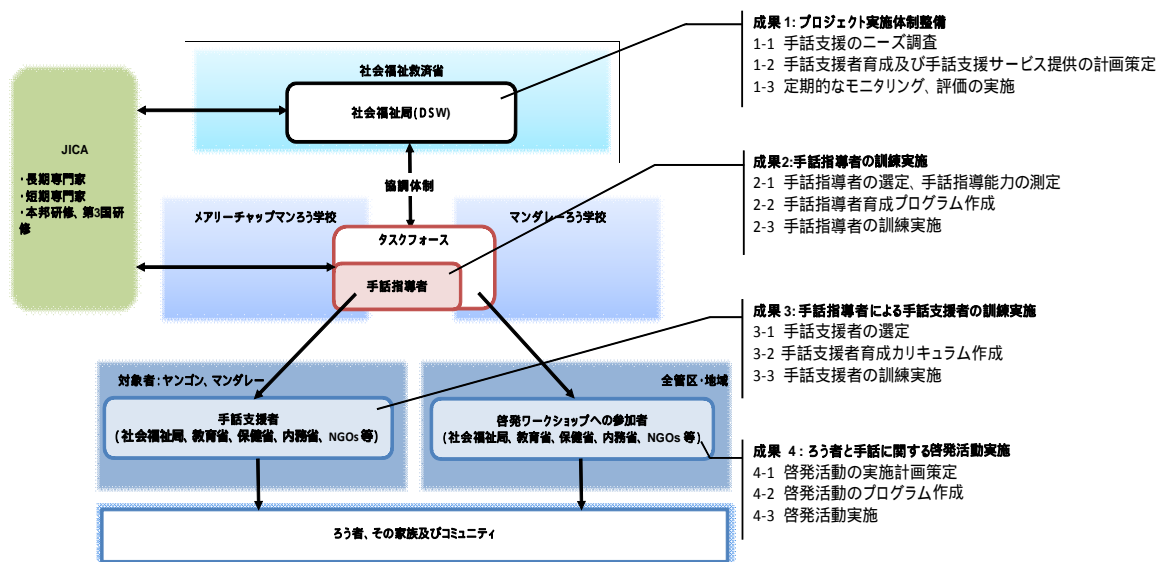 社会福祉救済省
社会福祉局(DSW)
JICA
・長期専門家
・短期専門家
・本邦研修、第3国研
修
協調体制
メアリーチャップマンろう学校
マンダレーろう学校
タスクフォース
手話指導者
対象者：ヤンゴン、マンダレー
手話支援者
(社会福祉局、教育省、保健省、内務省、NGOs 等)
全管区・地域
啓発ワークショップへの参加者
(社会福祉局、教育省、保健省、内務省、NGOs 等)
ろう者、その家族及びコミュニティ
成果 1：プロジェクト実施体制整備
1-1 手話支援のニーズ調査
1-2 手話支援者育成及び手話支援サービス提供の計画策定
1-3 定期的なモニタリング、評価の実施
成果2:手話指導者の訓練実施
2-1 手話指導者の選定、手話指導能力の測定
2-2 手話指導者育成プログラム作成
2-3 手話指導者の訓練実施
成果 3：手話指導者による手話支援者の訓練実施
3-1 手話支援者の選定
3-2 手話支援者育成カリキュラム作成
3-3 手話支援者の訓練実施
成果 4：ろう者と手話に関する啓発活動実施
4-1 啓発活動の実施計画策定
4-2 啓発活動のプログラム作成
4-3 啓発活動実施